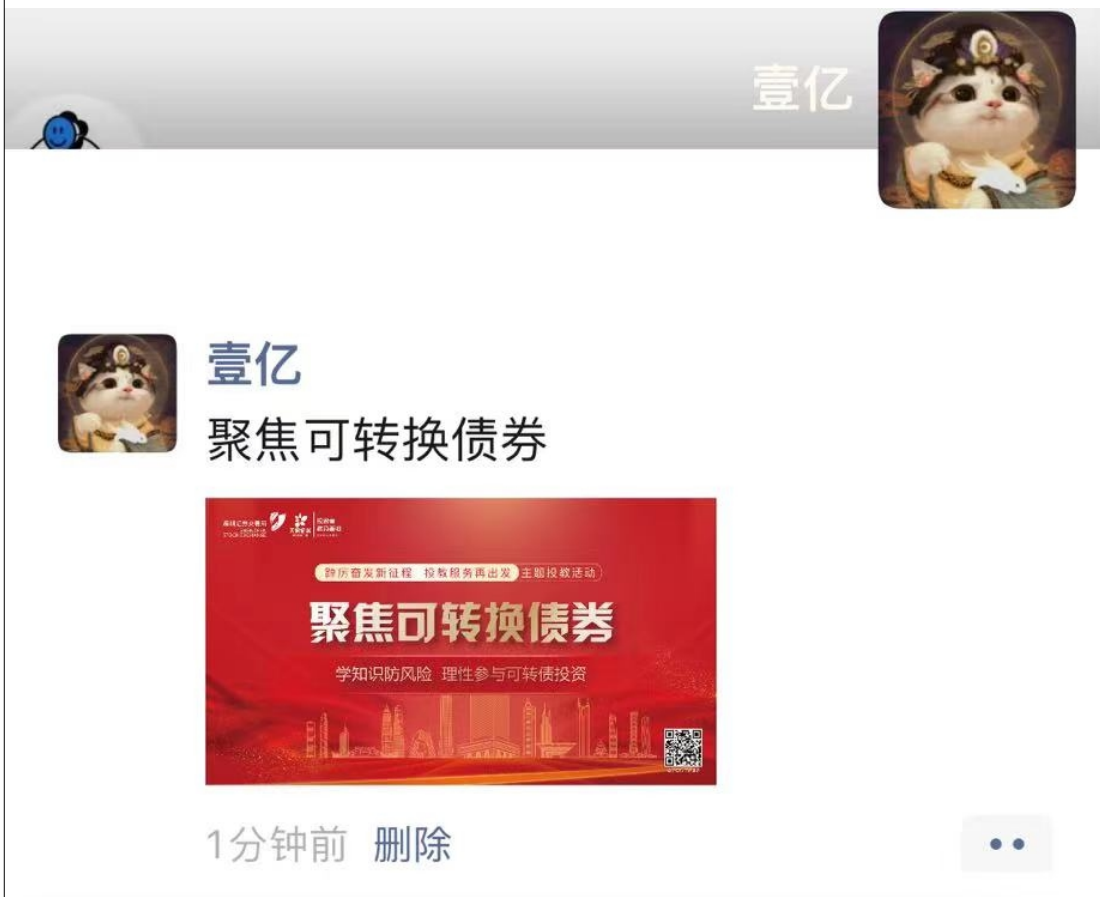 壹亿
壹亿
聚焦可转换债券
踔厉奋发新征程 投教服务再出发 主题投教活动
聚焦可转换债券
学知识防风险 理性参与可转债投资
1分钟前 删除